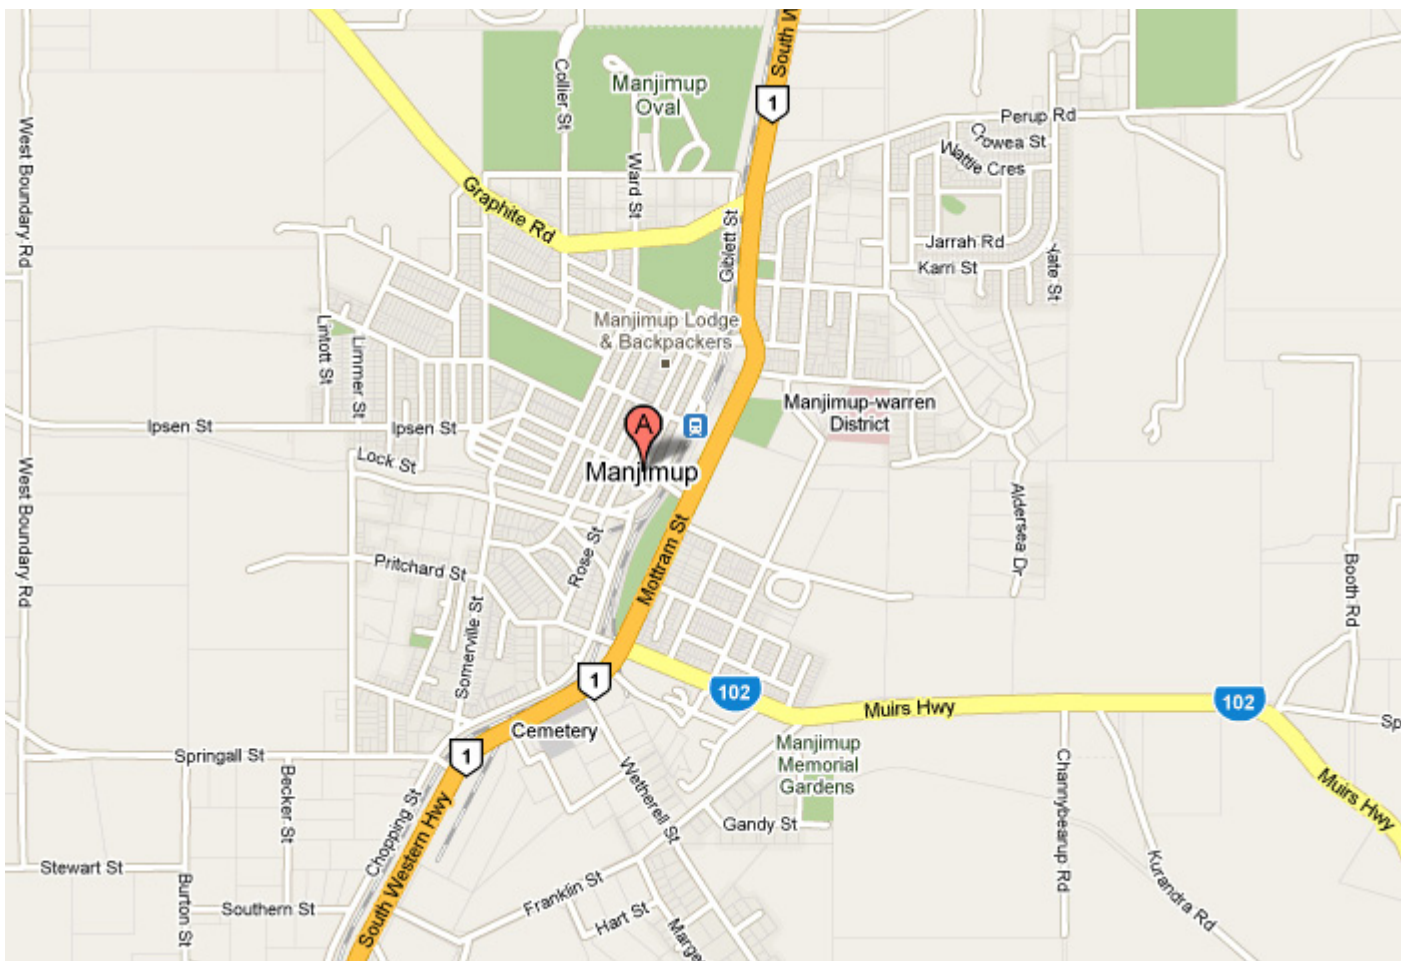 South W
1
Manjimup
Oval
Collier St
Ward St
Perup Rd
Crowea St
Wattle Cres
West Boundary Rd
Graphite Rd
Giblett St
Jarrah Rd
Karri St
Yate St
Manjimup Lodge
& Backpackers
Lintott St
Limmer St
Manjimup-warren
District
Ipsen St
Ipsen St
A
Lock St
Manjimup
West Boundary Rd
Aldersea Dr
Rose St
Mottram St
Pritchard St
Booth Rd
Somerville St
1
102
102
Muirs Hwy
Sp
Cemetery
Springall St
1
Manjimup
Memorial
Gardens
Becker St
Chopping St
Wetherell St
Channybearup Rd
Muirs Hwy
Gandy St
South Western Hwy
Stewart St
Burton St
Southern St
Franklin St
Hart St
Marge
Kurandra Rd